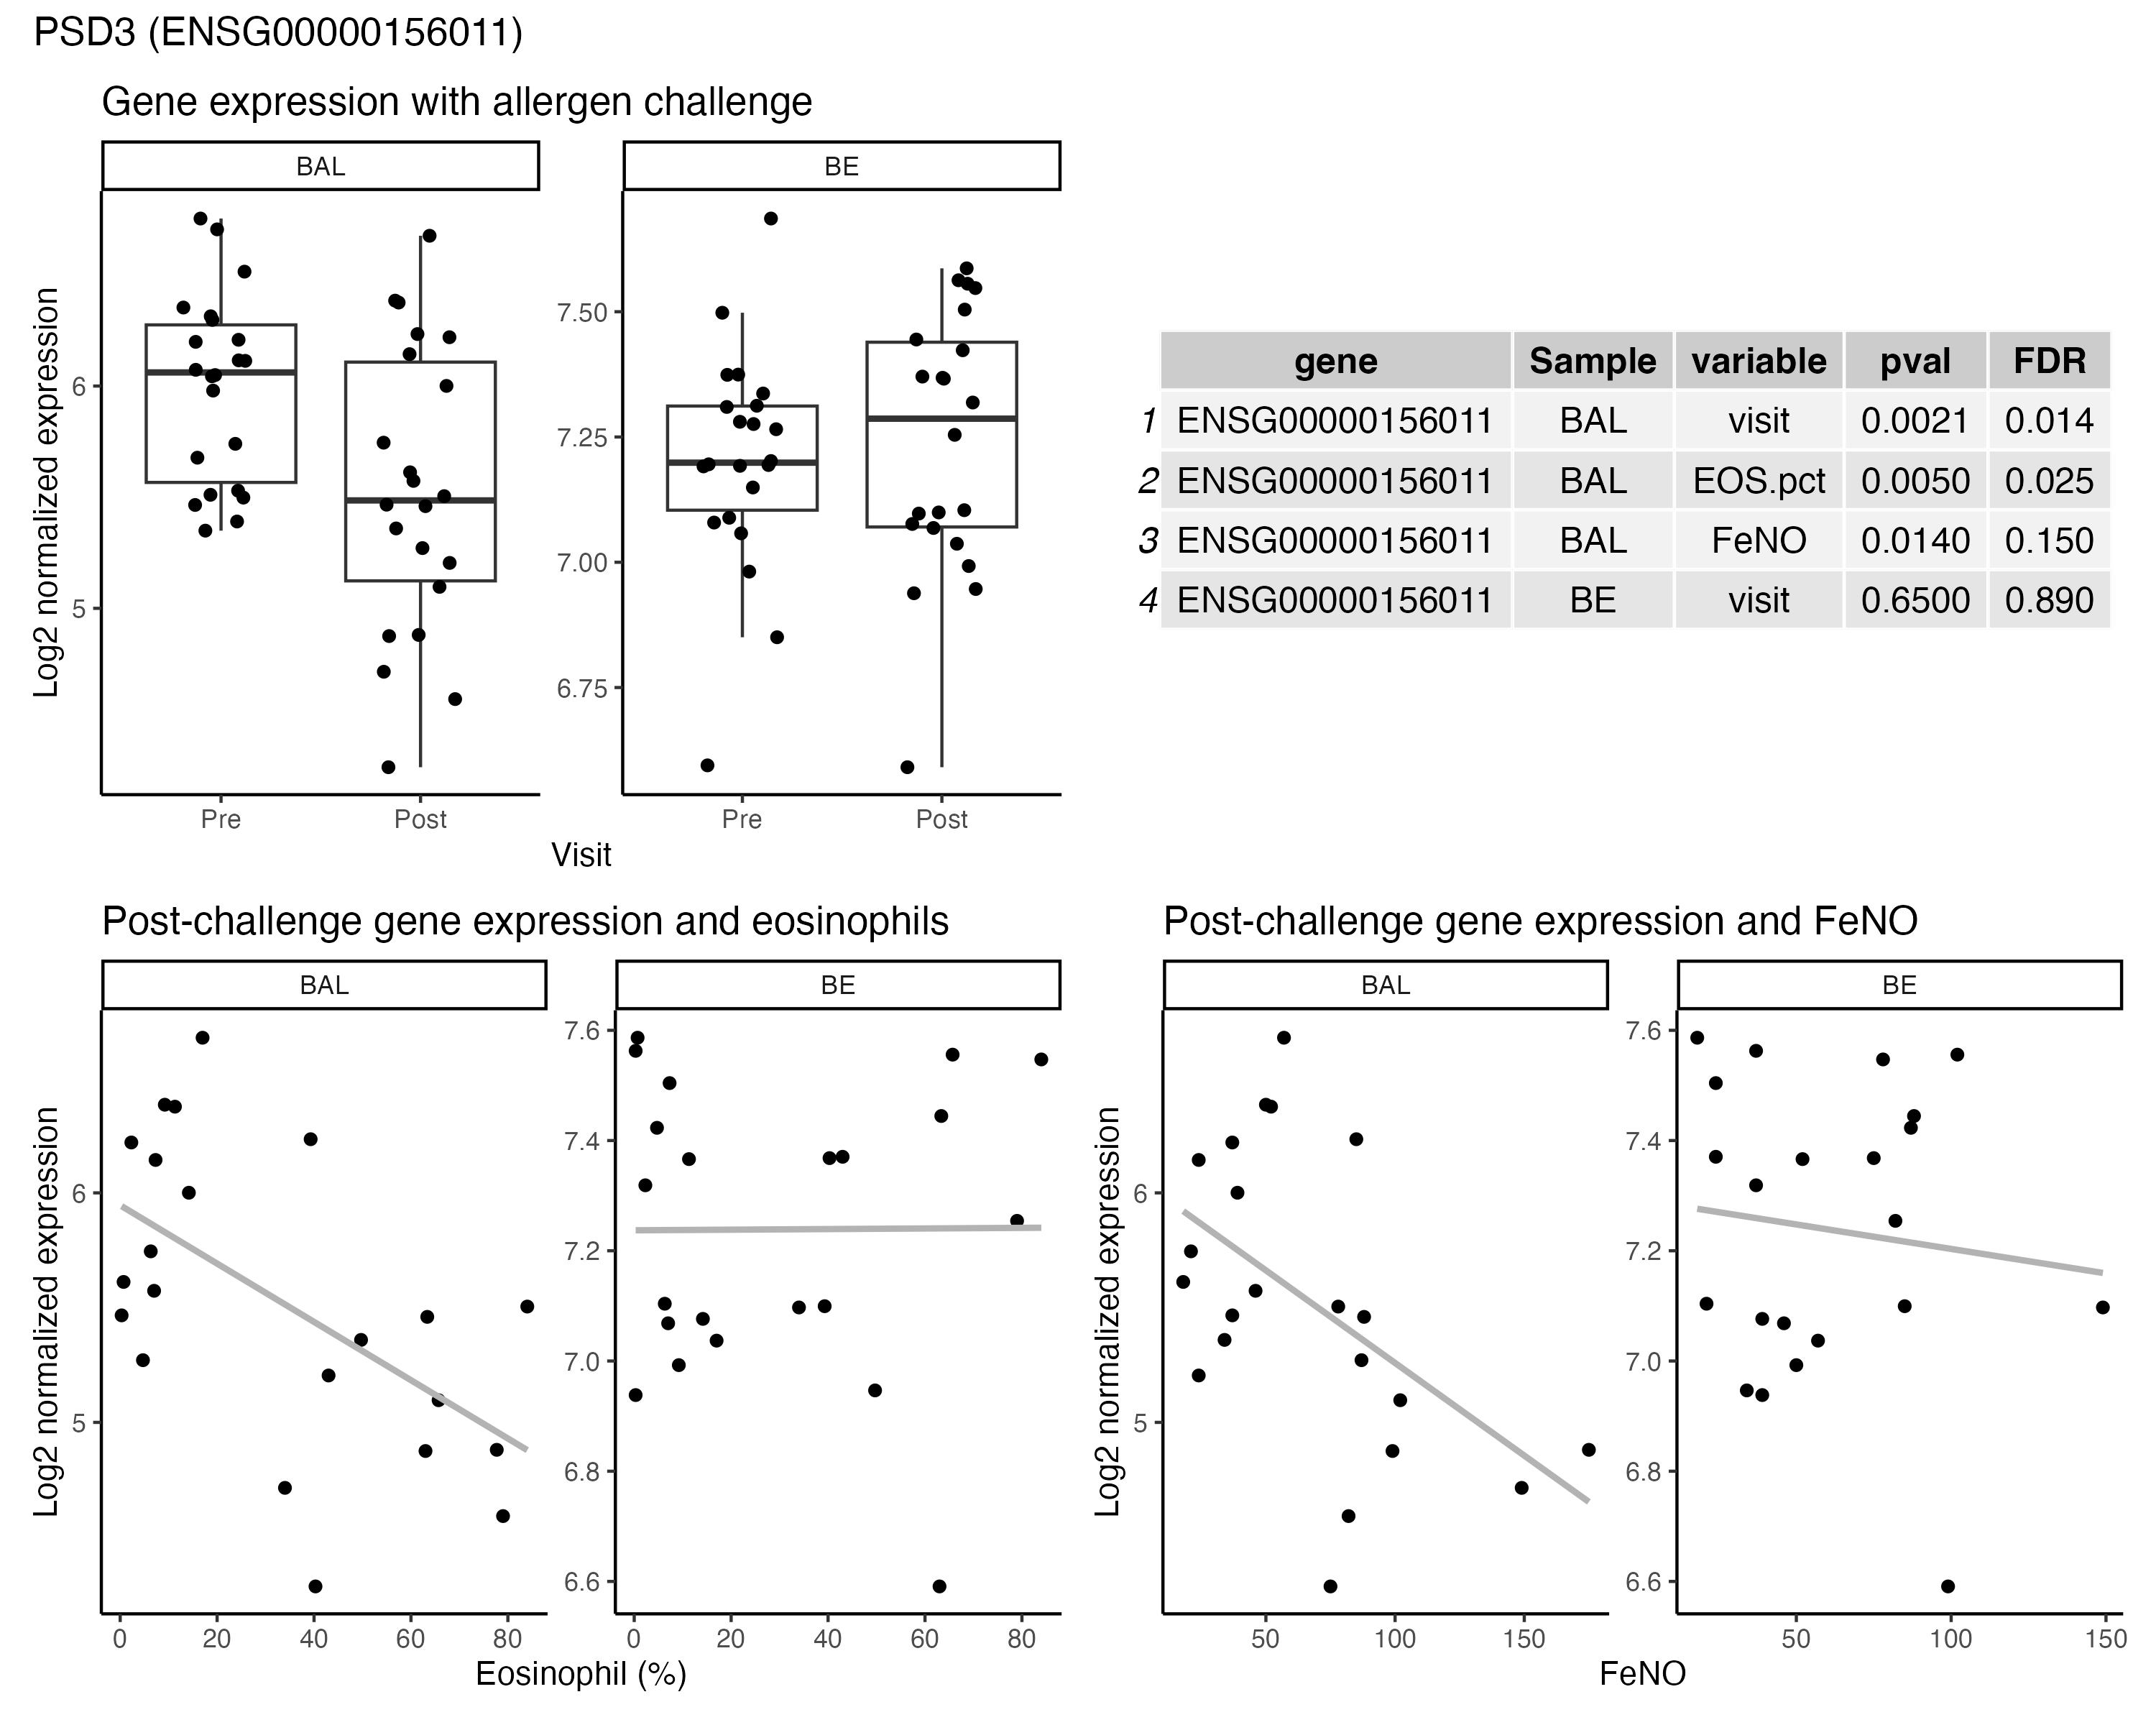 PSD3 (ENSG00000156011)
Gene expression with allergen challenge
BAL
BE
Log2 normalized expression
6
5
7.50
7.25
7.00
6.75
Pre
Post
Pre
Post
Visit
gene Sample variable pval FDR
1 ENSG00000156011 BAL visit 0.0021 0.014
2 ENSG00000156011 BAL EOS.pct 0.0050 0.025
3 ENSG00000156011 BAL FeNO 0.0140 0.150
4 ENSG00000156011 BE visit 0.6500 0.890
Post-challenge gene expression and eosinophils
BAL
BE
Log2 normalized expression
6
5
7.6
7.4
7.2
7.0
6.8
6.6
0 20 40 60 80
0 20 40 60 80
Eosinophil (%)
Post-challenge gene expression and FeNO
BAL
BE
Log2 normalized expression
6
5
7.6
7.4
7.2
7.0
6.8
6.6
50 100 150
50 100 150
FeNO